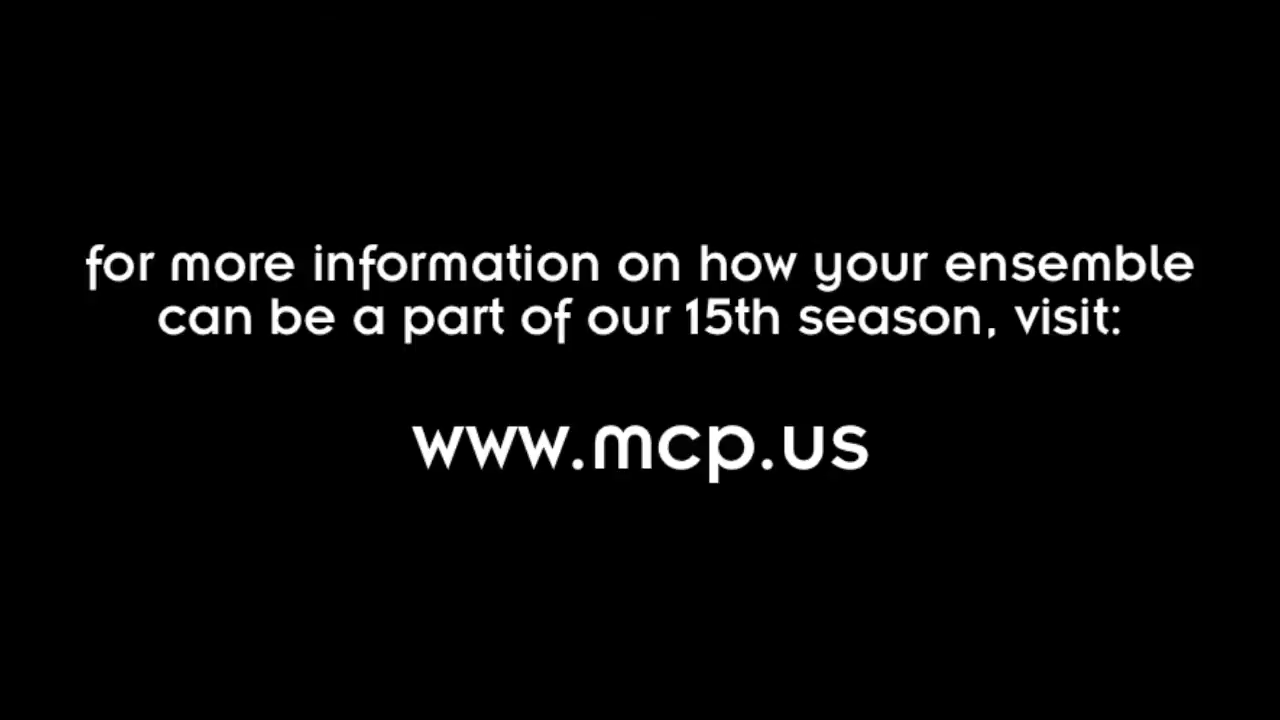 for more information on how your ensemble
can be a part of our 15th season, visit:
www.mcp.us